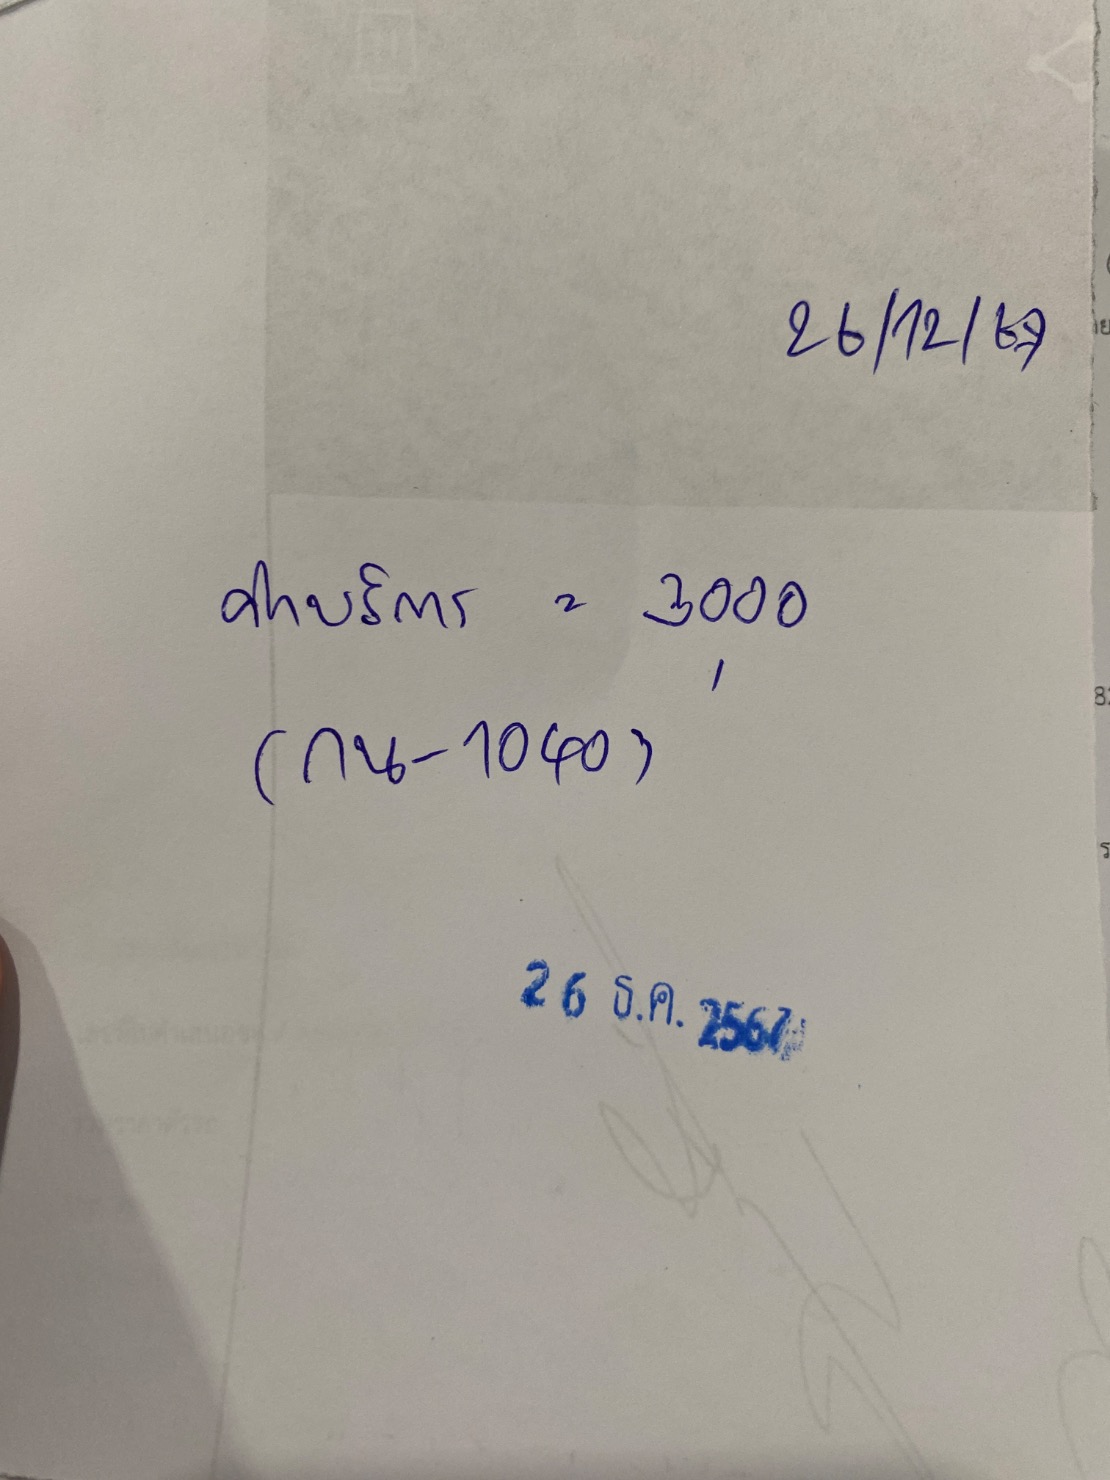 26/12/67
ค่าบริการ = 3000
(กน-1040)
26 ธ.ค. 2567